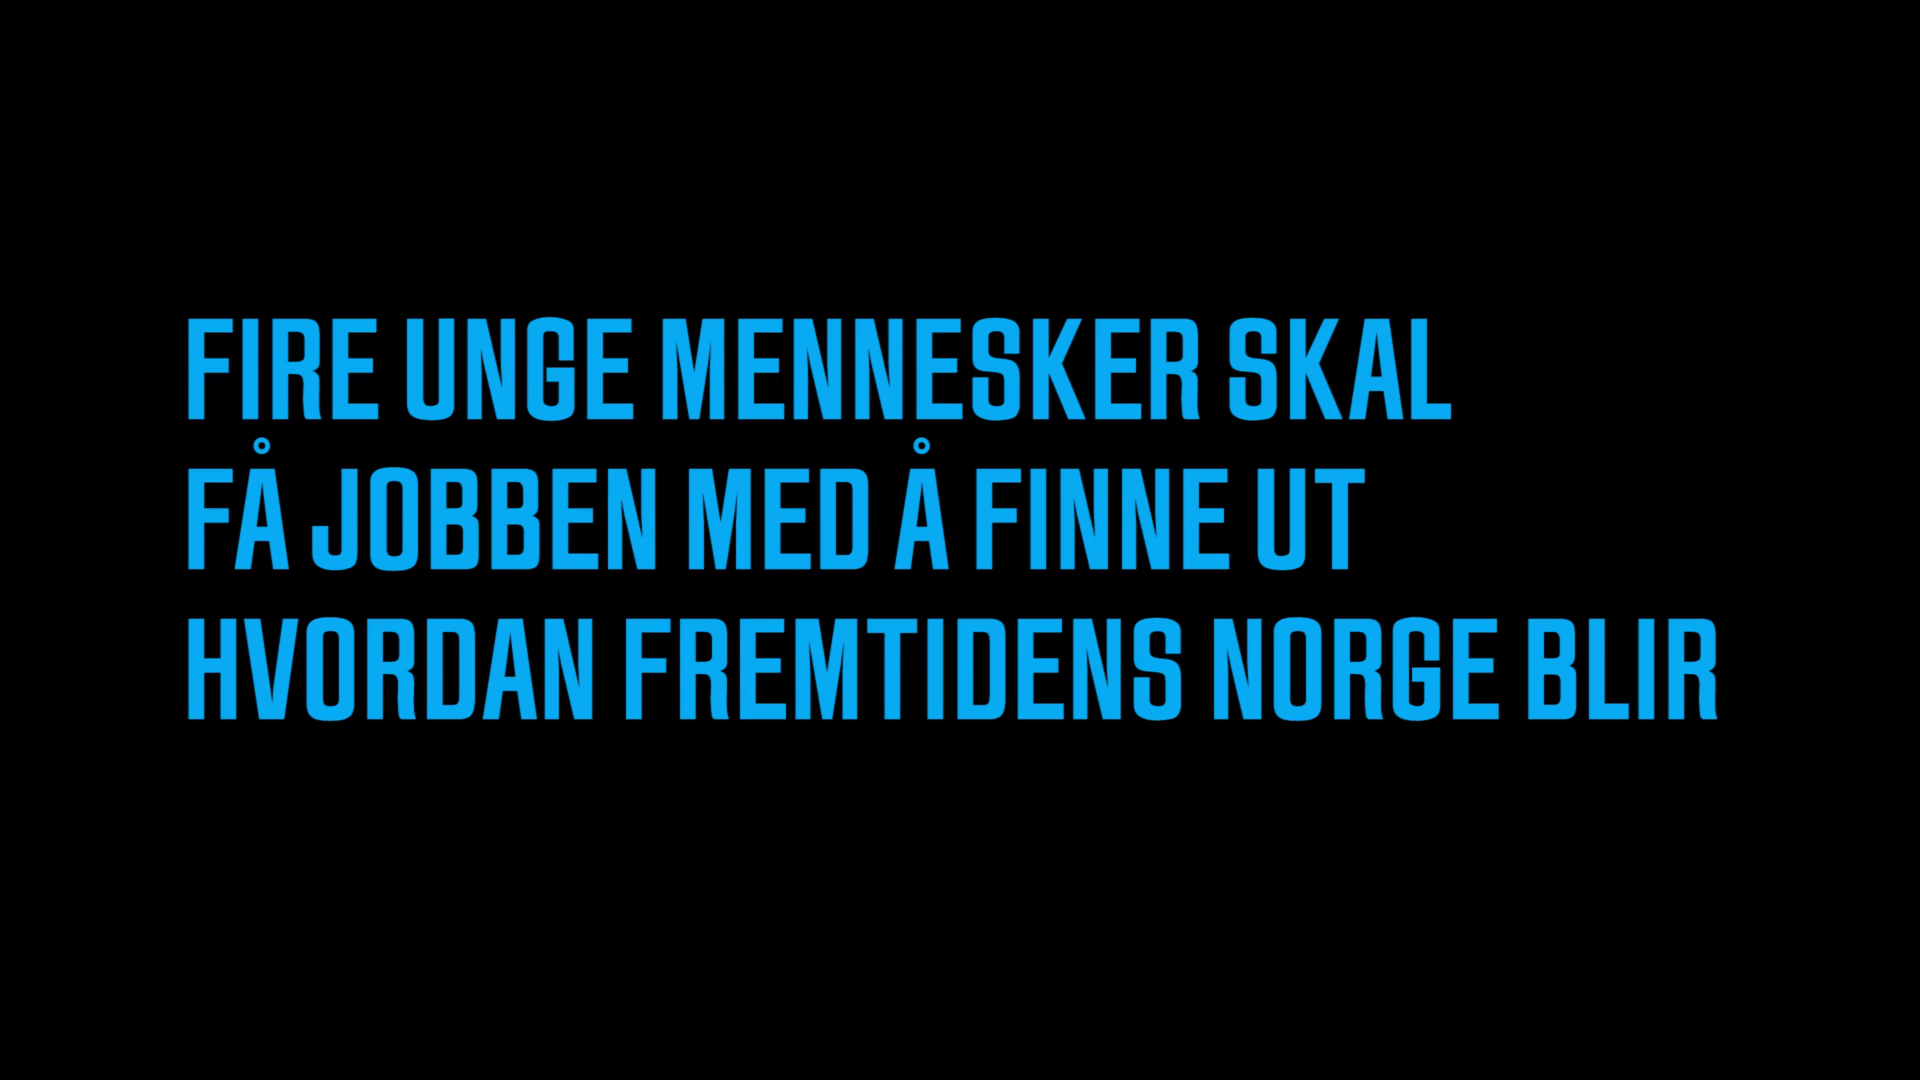 FIRE UNGE MENNESKER SKAL
FÅ JOBBEN MED Å FINNE UT
HVORDAN FREMTIDENS NORGE BLIR